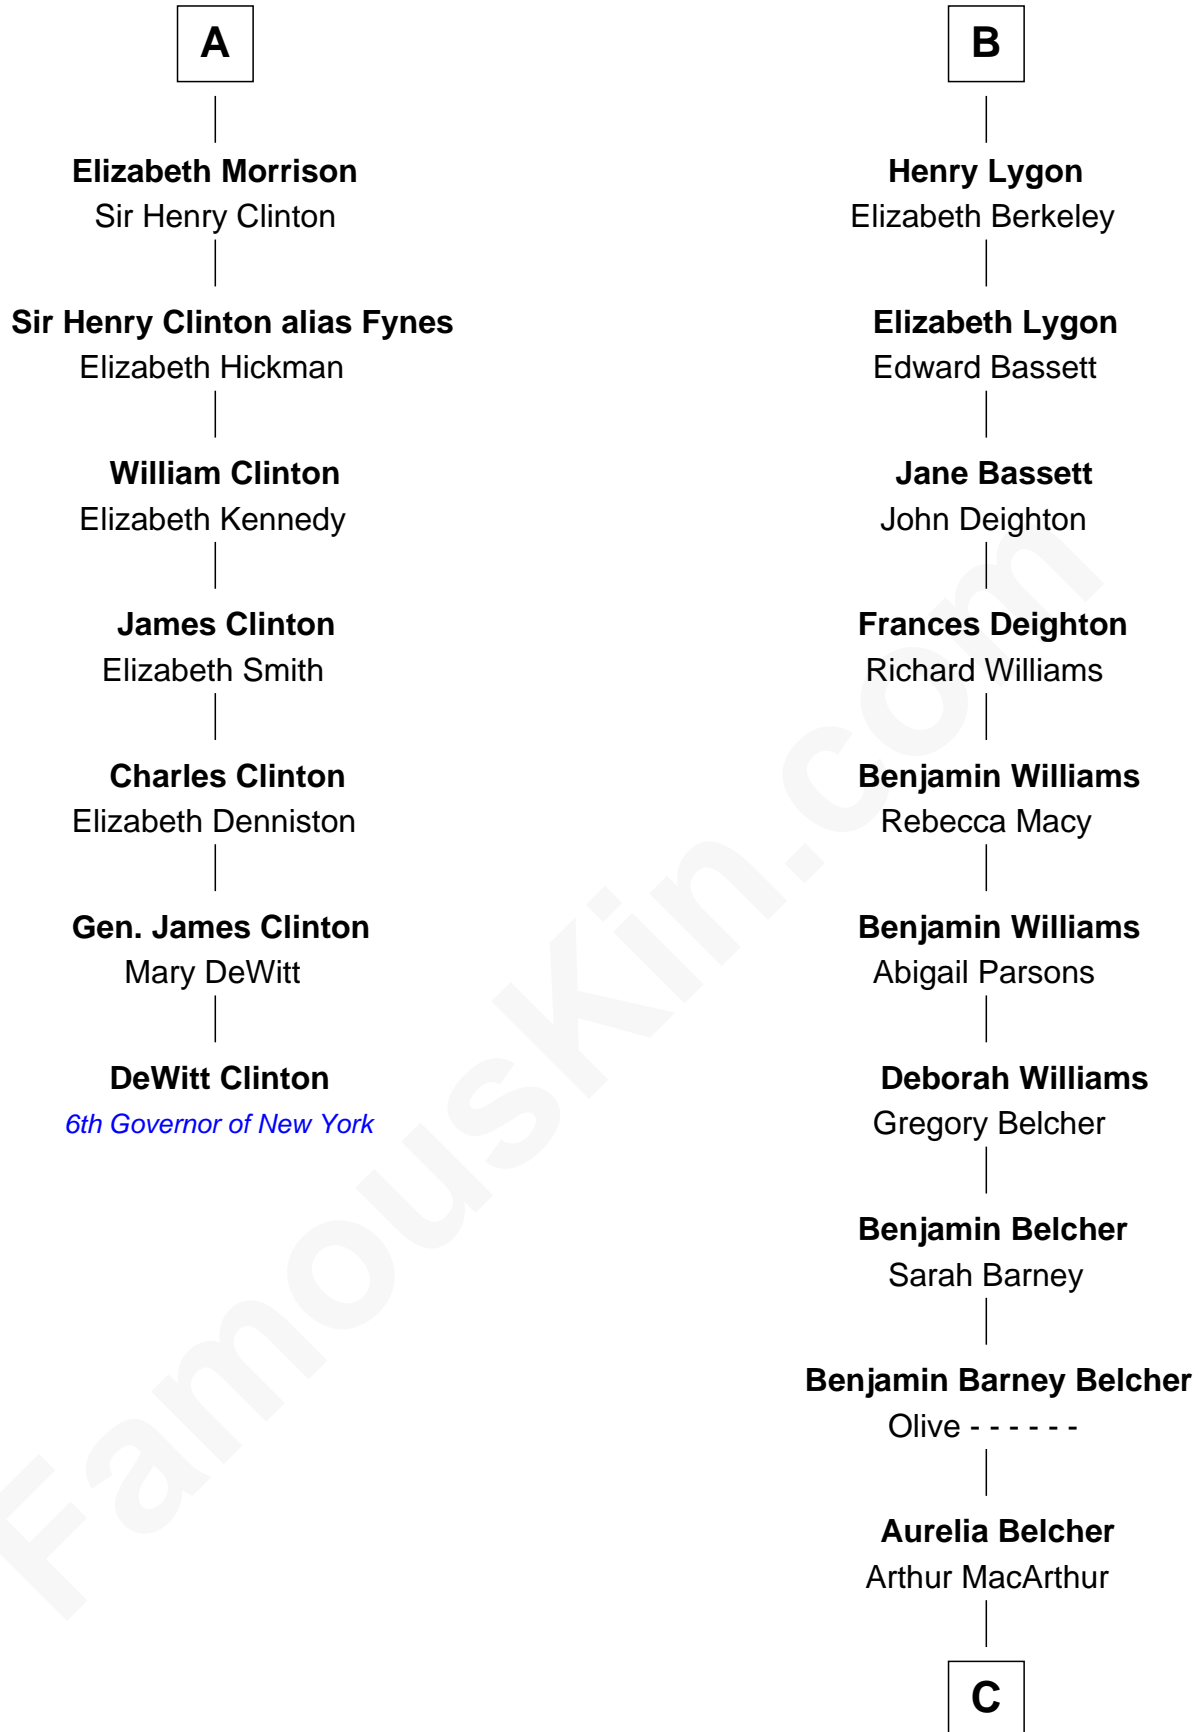 A
Elizabeth Morrison
Sir Henry Clinton
Sir Henry Clinton alias Fynes
Elizabeth Hickman
William Clinton
Elizabeth Kennedy
James Clinton
Elizabeth Smith
Charles Clinton
Elizabeth Denniston
Gen. James Clinton
Mary DeWitt
DeWitt Clinton
6th Governor of New York
B
Henry Lygon
Elizabeth Berkeley
Elizabeth Lygon
Edward Bassett
Jane Bassett
John Deighton
Frances Deighton
Richard Williams
Benjamin Williams
Rebecca Macy
Benjamin Williams
Abigail Parsons
Deborah Williams
Gregory Belcher
Benjamin Belcher
Sarah Barney
Benjamin Barney Belcher
Olive - - - - - -
Aurelia Belcher
Arthur MacArthur
C
FamousKin.com